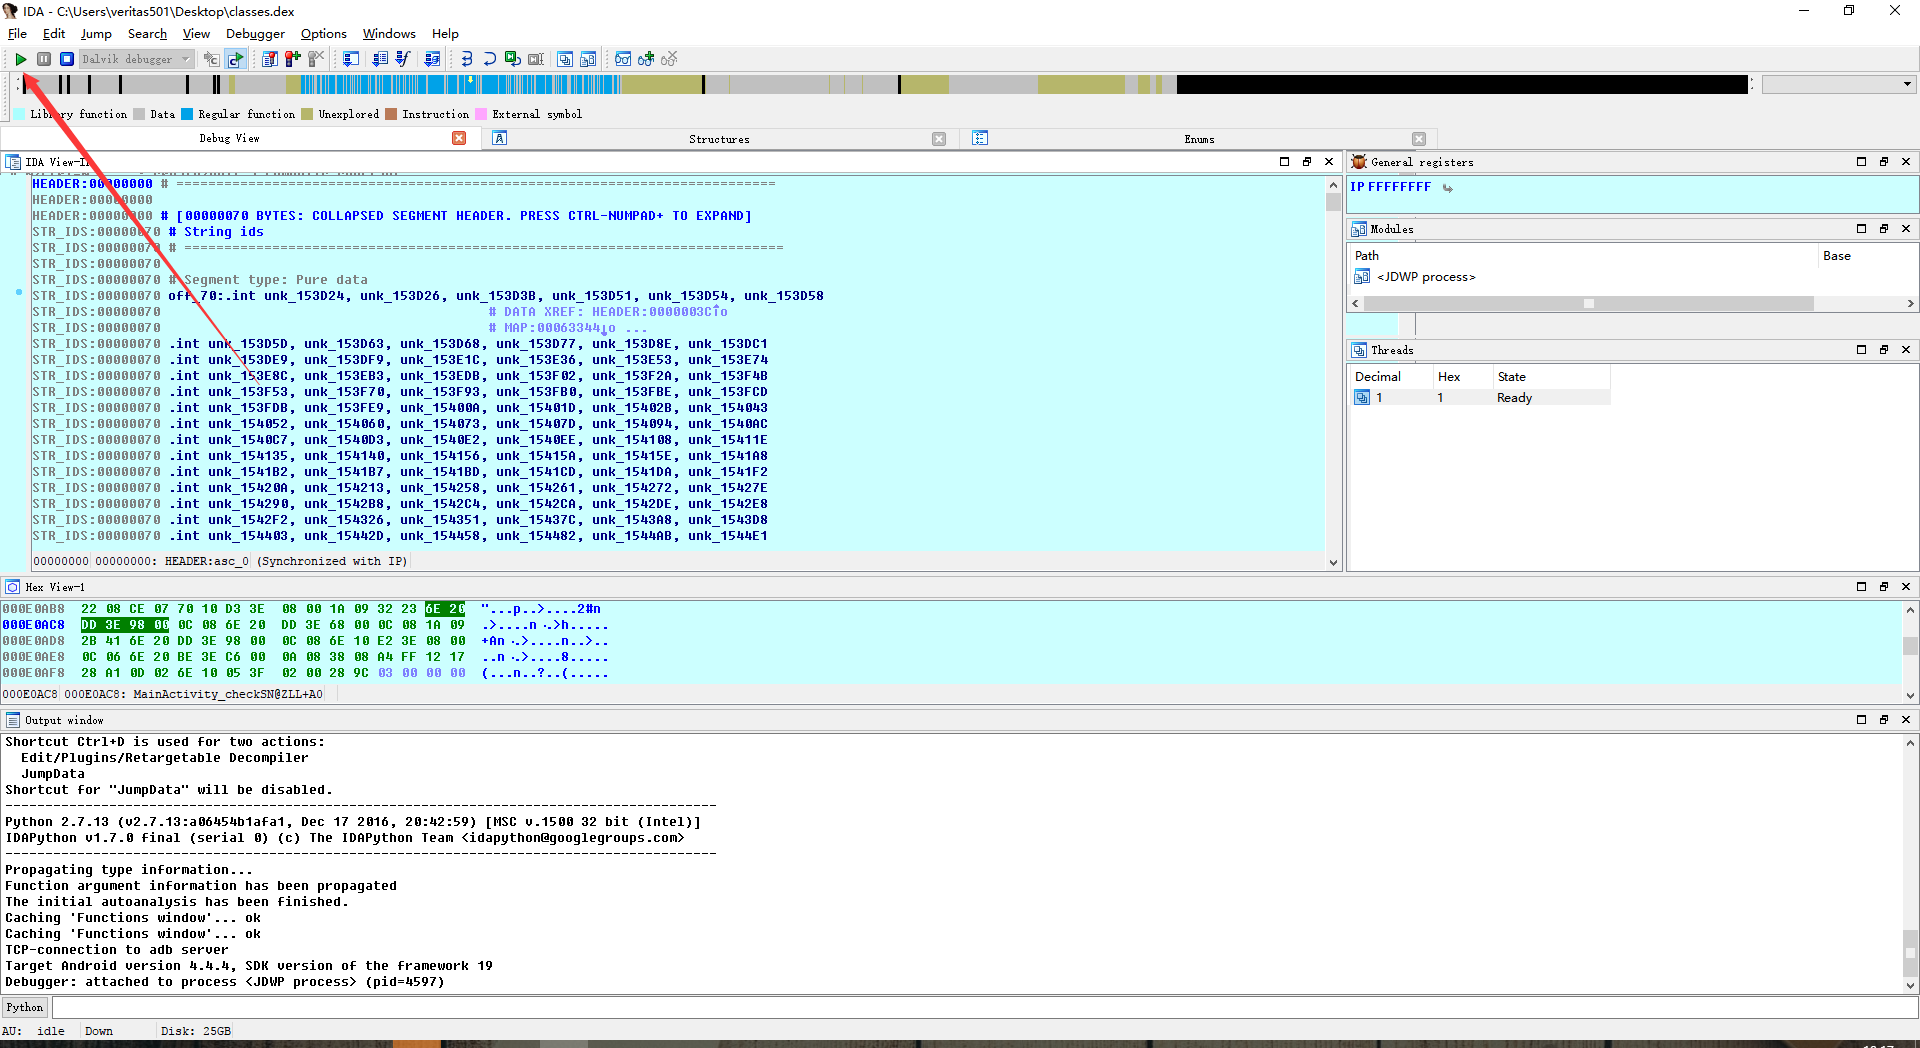 IDA - C:\Users\veritas501\Desktop\classes.dex
File Edit Jump Search View Debugger Options Windows Help
Dalvik debugger
Library function Data Regular function Unexplored Instruction External symbol
Debug View Structures Enums
IDA View-
HEADER:00000000 # ===========================================================================
HEADER:00000000
HEADER:00000000 # [00000070 BYTES: COLLAPSED SEGMENT HEADER. PRESS CTRL-NUMPAD+ TO EXPAND]
STR_IDS:00000070 # String ids
STR_IDS:00000070 # ===========================================================================
STR_IDS:00000070
STR_IDS:00000070 # Segment type: Pure data
STR_IDS:00000070 off_70:.int unk_153D24, unk_153D26, unk_153D3B, unk_153D51, unk_153D54, unk_153D58
STR_IDS:00000070 # DATA XREF: HEADER:0000003C↑o
STR_IDS:00000070 # MAP:00063344↓o ...
STR_IDS:00000070 .int unk_153D5D, unk_153D63, unk_153D68, unk_153D77, unk_153D8E, unk_153DC1
STR_IDS:00000070 .int unk_153DE9, unk_153DF9, unk_153E1C, unk_153E36, unk_153E53, unk_153E74
STR_IDS:00000070 .int unk_153E8C, unk_153EB3, unk_153EDB, unk_153F02, unk_153F2A, unk_153F4B
STR_IDS:00000070 .int unk_153F53, unk_153F70, unk_153F93, unk_153FB0, unk_153FBE, unk_153FCD
STR_IDS:00000070 .int unk_153FDB, unk_153FE9, unk_15400A, unk_15401D, unk_15402B, unk_154043
STR_IDS:00000070 .int unk_154052, unk_154060, unk_154073, unk_15407D, unk_154094, unk_1540AC
STR_IDS:00000070 .int unk_1540C7, unk_1540D3, unk_1540E2, unk_1540EE, unk_154108, unk_15411E
STR_IDS:00000070 .int unk_154135, unk_154140, unk_154156, unk_15415A, unk_15415E, unk_1541A8
STR_IDS:00000070 .int unk_1541B2, unk_1541B7, unk_1541BD, unk_1541CD, unk_1541DA, unk_1541F2
STR_IDS:00000070 .int unk_15420A, unk_154213, unk_154258, unk_154261, unk_154272, unk_15427E
STR_IDS:00000070 .int unk_154290, unk_1542B8, unk_1542C4, unk_1542CA, unk_1542DE, unk_1542E8
STR_IDS:00000070 .int unk_1542F2, unk_154326, unk_154351, unk_15437C, unk_1543A8, unk_1543D8
STR_IDS:00000070 .int unk_154403, unk_15442D, unk_154458, unk_154482, unk_1544AB, unk_1544E1
00000000 00000000: HEADER:asc_0 (Synchronized with IP)
General registers
IP FFFFFFFF
Modules
Path Base
<JDWP process>
Threads
Decimal Hex State
1 1 Ready
Hex View-1
000E0AB8 22 08 CE 07 70 10 D3 3E 08 00 1A 09 32 23 6E 20 "...p..>....2#n
000E0AC8 DD 3E 98 00 0C 08 6E 20 DD 3E 68 00 0C 08 1A 09 .>....n .>h.....
000E0AD8 2B 41 6E 20 DD 3E 98 00 0C 08 6E 10 E2 3E 08 00 +An .>....n..>..
000E0AE8 0C 06 6E 20 BE 3E C6 00 0A 08 38 08 A4 FF 12 17 ..n .>....8.....
000E0AF8 28 A1 0D 02 6E 10 05 3F 02 00 28 9C 03 00 00 00 (...n..?..(.....
000E0AC8 000E0AC8: MainActivity_checkSN@ZLL+A0
Output window
Shortcut Ctrl+D is used for two actions:
Edit/Plugins/Retargetable Decompiler
JumpData
Shortcut for "JumpData" will be disabled.
-----------------------------------------------------------------------------------------
Python 2.7.13 (v2.7.13:a06454b1afa1, Dec 17 2016, 20:42:59) [MSC v.1500 32 bit (Intel)]
IDAPython v1.7.0 final (serial 0) (c) The IDAPython Team <idapython@googlegroups.com>
-----------------------------------------------------------------------------------------
Propagating type information...
Function argument information has been propagated
The initial autoanalysis has been finished.
Caching 'Functions window'... ok
Caching 'Functions window'... ok
TCP-connection to adb server
Target Android version 4.4.4, SDK version of the framework 19
Debugger: attached to process <JDWP process> (pid=4597)
Python
AU: idle Down Disk: 25GB